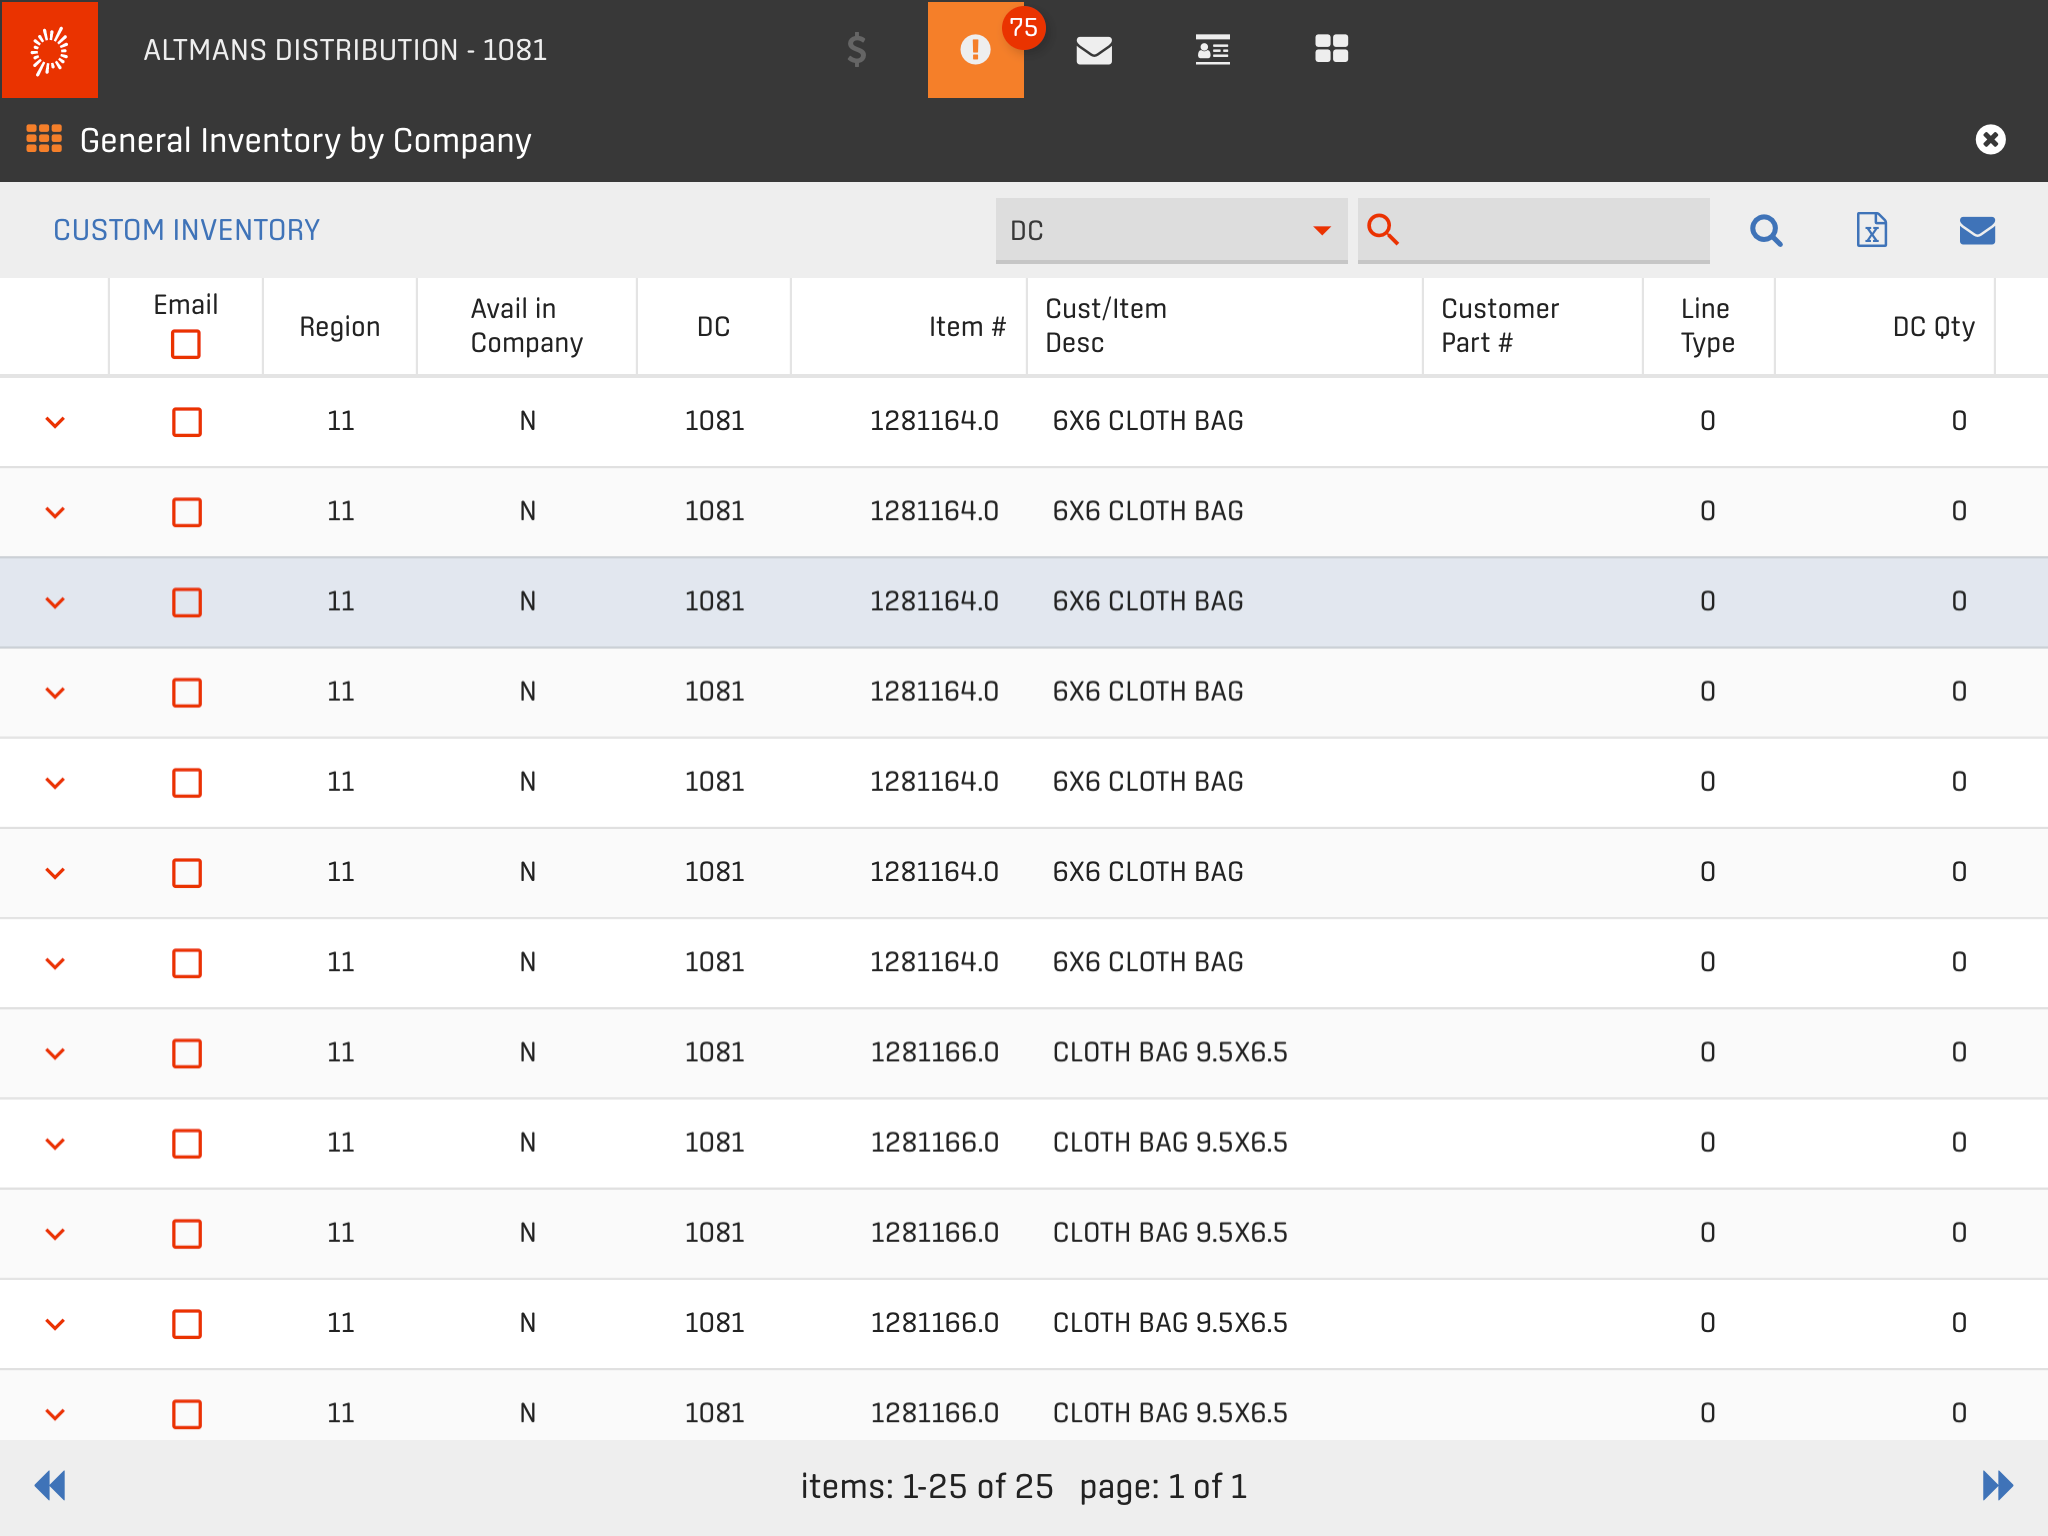 ALTMANS DISTRIBUTION - 1081
75
General Inventory by Company
CUSTOM INVENTORY
DC
Email
Region
Avail in
Company
DC
Item #
Cust/Item
Desc
Customer
Part #
Line
Type
DC Qty
11 N 1081 1281164.0 6X6 CLOTH BAG 0 0
11 N 1081 1281164.0 6X6 CLOTH BAG 0 0
11 N 1081 1281164.0 6X6 CLOTH BAG 0 0
11 N 1081 1281164.0 6X6 CLOTH BAG 0 0
11 N 1081 1281164.0 6X6 CLOTH BAG 0 0
11 N 1081 1281164.0 6X6 CLOTH BAG 0 0
11 N 1081 1281164.0 6X6 CLOTH BAG 0 0
11 N 1081 1281166.0 CLOTH BAG 9.5X6.5 0 0
11 N 1081 1281166.0 CLOTH BAG 9.5X6.5 0 0
11 N 1081 1281166.0 CLOTH BAG 9.5X6.5 0 0
11 N 1081 1281166.0 CLOTH BAG 9.5X6.5 0 0
11 N 1081 1281166.0 CLOTH BAG 9.5X6.5 0 0
items: 1-25 of 25 page: 1 of 1